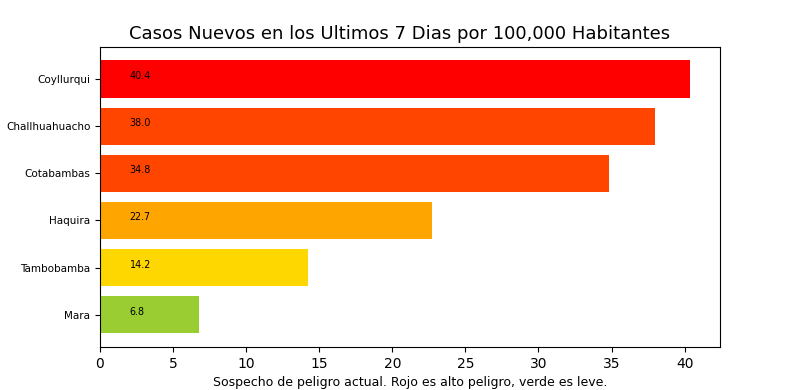 Casos Nuevos en los Ultimos 7 Dias por 100,000 Habitantes
Coyllurqui 40.4
Challhuahuacho 38.0
Cotabambas 34.8
Haquira 22.7
Tambobamba 14.2
Mara 6.8
0 5 10 15 20 25 30 35 40
Sospecho de peligro actual. Rojo es alto peligro, verde es leve.